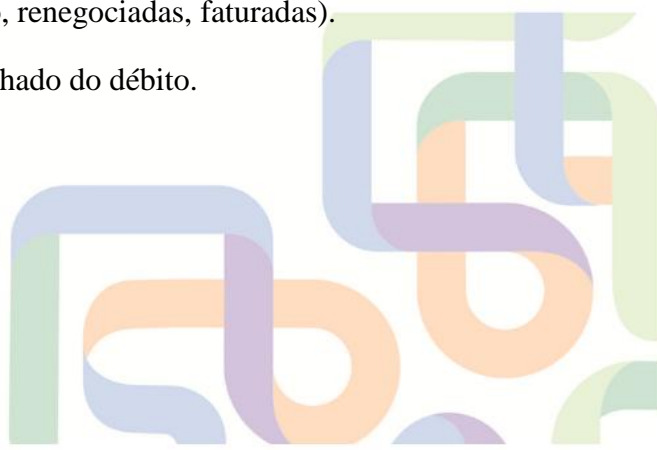 , renegociadas, faturadas).
hado do débito.